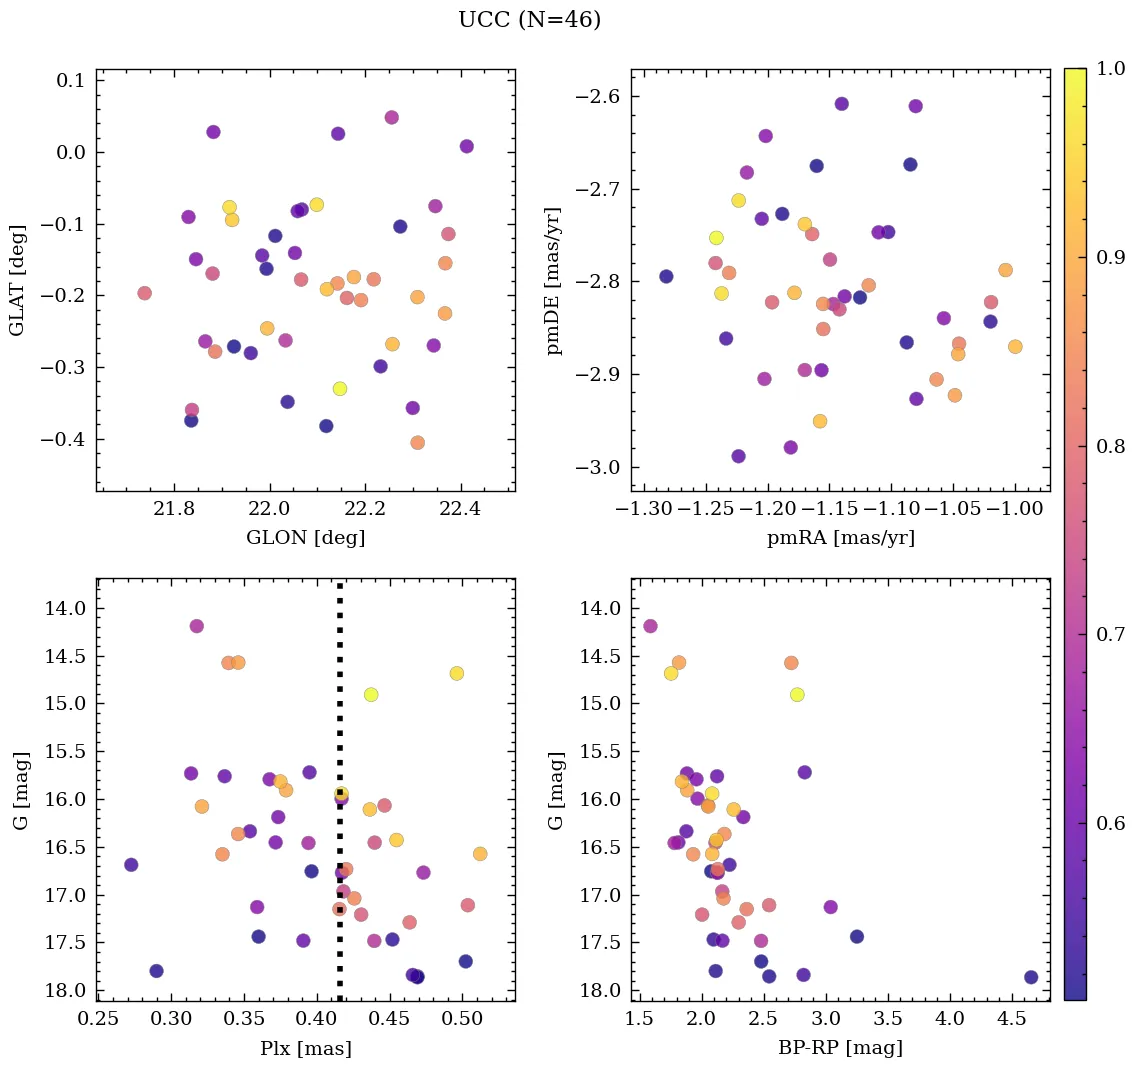 UCC (N=46)
0.1
0.0
−0.1
−0.2
−0.3
−0.4
GLAT [deg]
21.8 22.0 22.2 22.4
GLON [deg]
−2.6
−2.7
−2.8
−2.9
−3.0
pmDE [mas/yr]
−1.30 −1.25 −1.20 −1.15 −1.10 −1.05 −1.00
pmRA [mas/yr]
14.0
14.5
15.0
15.5
16.0
16.5
17.0
17.5
18.0
G [mag]
0.25 0.30 0.35 0.40 0.45 0.50
Plx [mas]
14.0
14.5
15.0
15.5
16.0
16.5
17.0
17.5
18.0
G [mag]
1.5 2.0 2.5 3.0 3.5 4.0 4.5
BP-RP [mag]
1.0
0.9
0.8
0.7
0.6